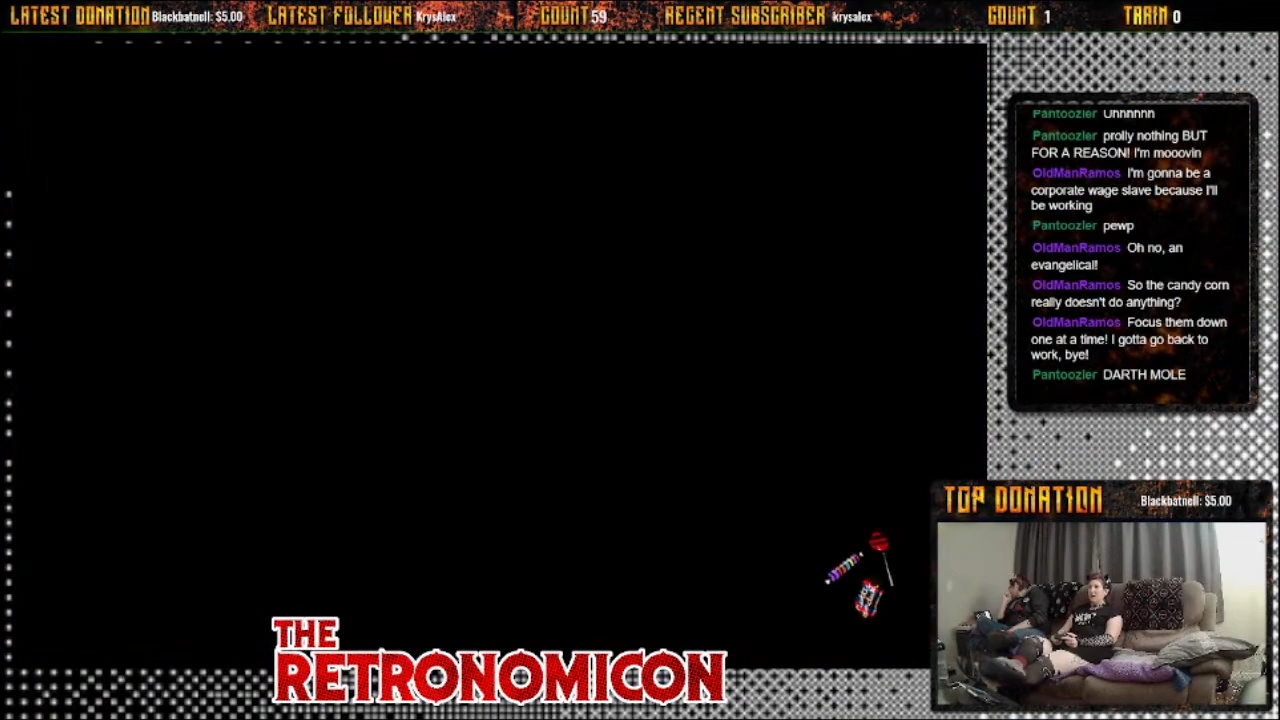 LATEST DONATION Blackbatnell: $5.00 LATEST FOLLOWER KrysAlex COUNT 59 RECENT SUBSCRIBER krysalex COUNT 1 TARIN 0
Pantoozler Uhnnnnn
Pantoozler prolly nothing BUT
FOR A REASON! I'm mooovin
OldManRamos I'm gonna be a
corporate wage slave because I'll
be working
Pantoozler pewp
OldManRamos Oh no, an
evangelical!
OldManRamos So the candy corn
really doesn't do anything?
OldManRamos Focus them down
one at a time! I gotta go back to
work, bye!
Pantoozler DARTH MOLE
TOP DONATION Blackbatnell: $5.00
THE
RETRONOMICON